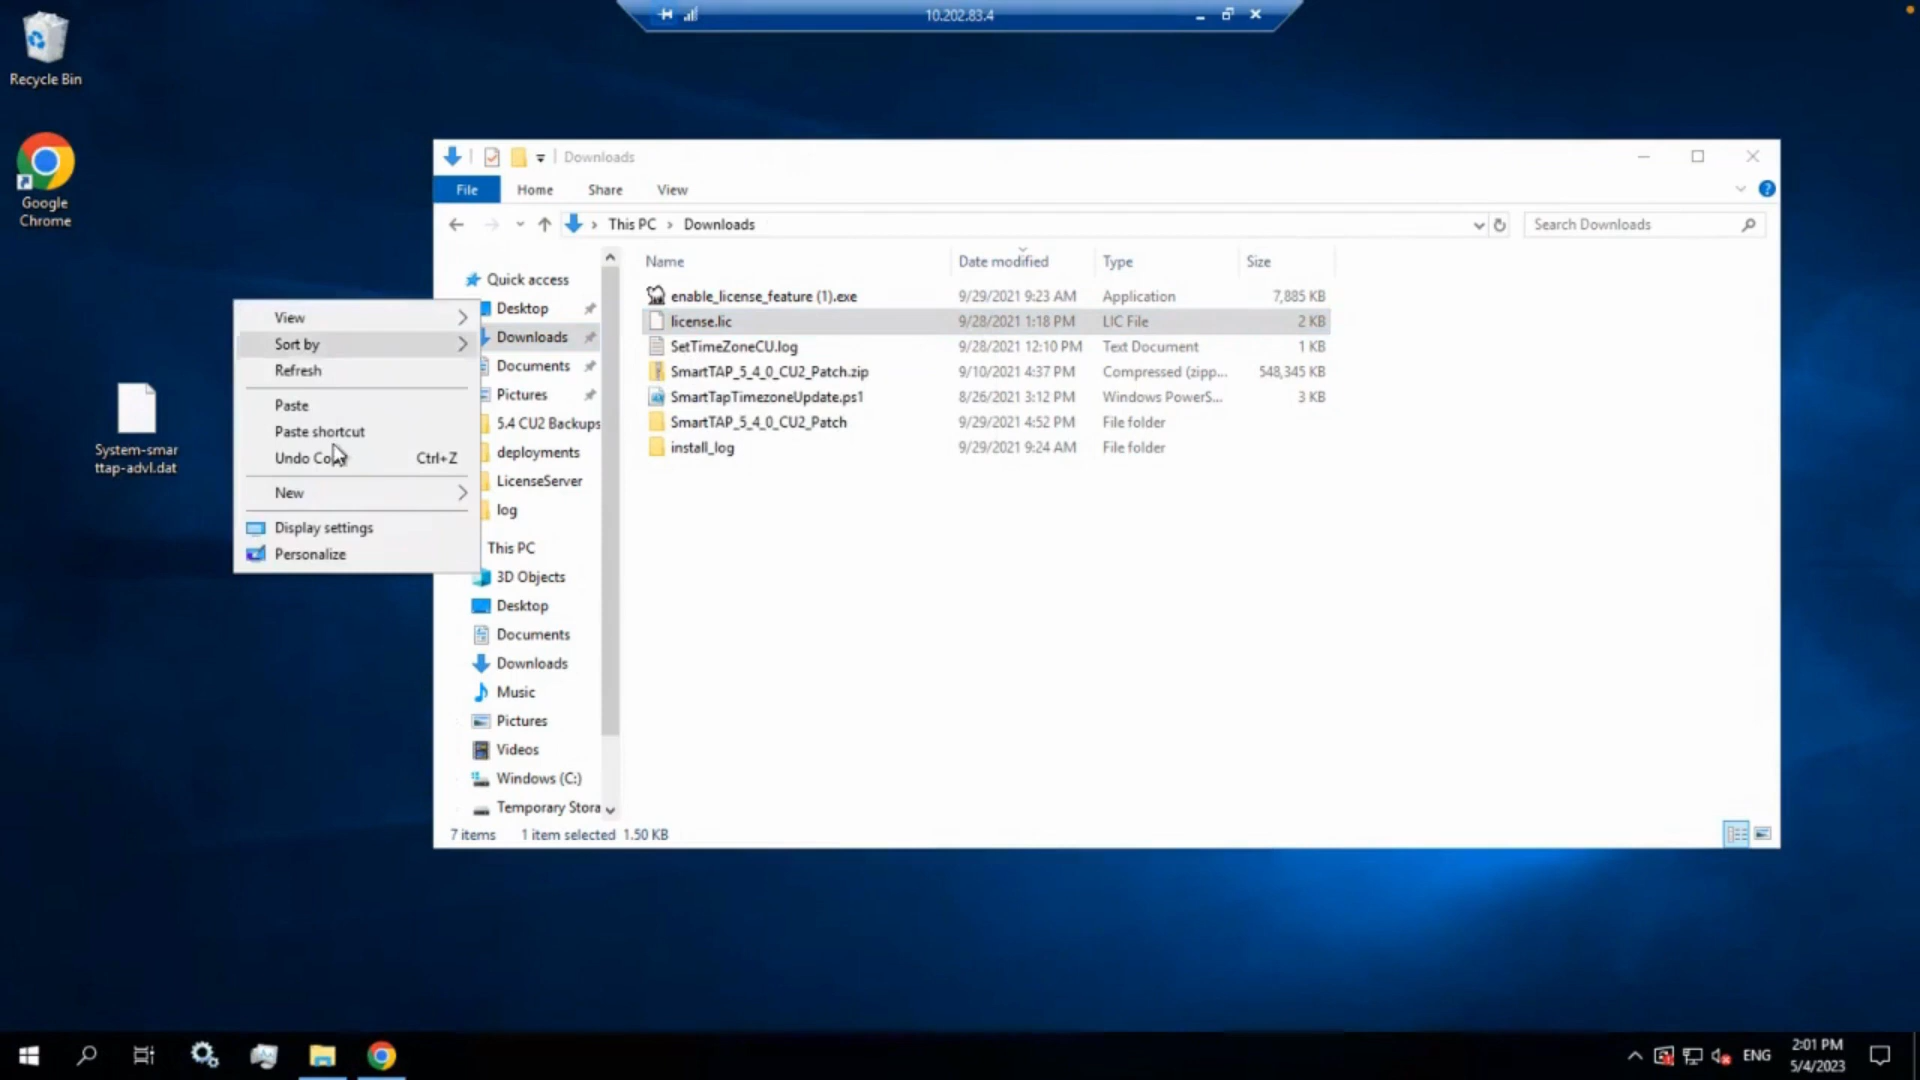 10.202.83.4
Recycle Bin
Google
Chrome
System-smar
ttap-advl.dat
Downloads
File
Home
Share
View
This PC
Downloads
Search Downloads
Name
Date modified
Type
Size
Quick access
Desktop
Downloads
Documents
Pictures
5.4 CU2 Backups
deployments
LicenseServer
log
This PC
3D Objects
Desktop
Documents
Downloads
Music
Pictures
Videos
Windows (C:)
Temporary Stora
enable_license_feature (1).exe 9/29/2021 9:23 AM Application 7,885 KB
license.lic 9/28/2021 1:18 PM LIC File 2 KB
SetTimeZoneCU.log 9/28/2021 12:10 PM Text Document 1 KB
SmartTAP_5_4_0_CU2_Patch.zip 9/10/2021 4:37 PM Compressed (zipp... 548,345 KB
SmartTapTimezoneUpdate.ps1 8/26/2021 3:12 PM Windows PowerS... 3 KB
SmartTAP_5_4_0_CU2_Patch 9/29/2021 4:52 PM File folder
install_log 9/29/2021 9:24 AM File folder
View
Sort by
Refresh
Paste
Paste shortcut
Undo Copy Ctrl+Z
New
Display settings
Personalize
7 items 1 item selected 1.50 KB
ENG
2:01 PM
5/4/2023